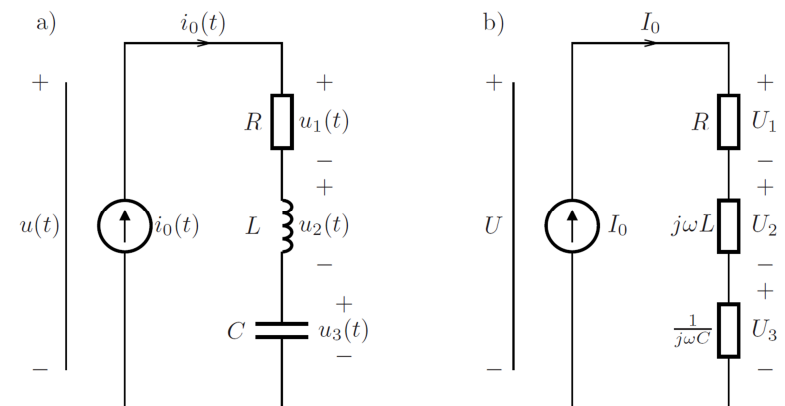 a)
i₀(t)
+
+
R
u₁(t)
−
+
u(t)
i₀(t)
L
u₂(t)
−
+
C
u₃(t)
−
−
b)
I₀
+
+
R
U₁
−
+
U
I₀
jωL
U₂
−
+
1/jωC
U₃
−
−